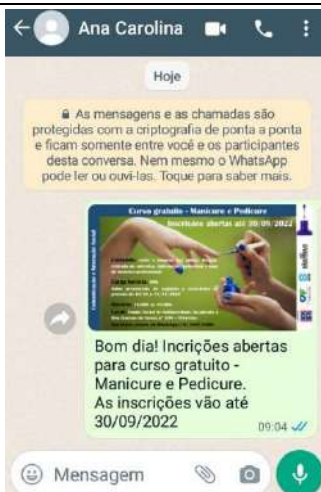 Ana Carolina
Hoje
As mensagens e as chamadas são
protegidas com a criptografia de ponta a ponta
e ficam somente entre você e os participantes
desta conversa. Nem mesmo o WhatsApp
pode ler ou ouvi-las. Toque para saber mais.
Curso gratuito - Manicure e Pedicure
Inscrições abertas até 30/09/2022
Bom dia! Incrições abertas
para curso gratuito -
Manicure e Pedicure.
As inscrições vão até
30/09/2022
09:04
Mensagem